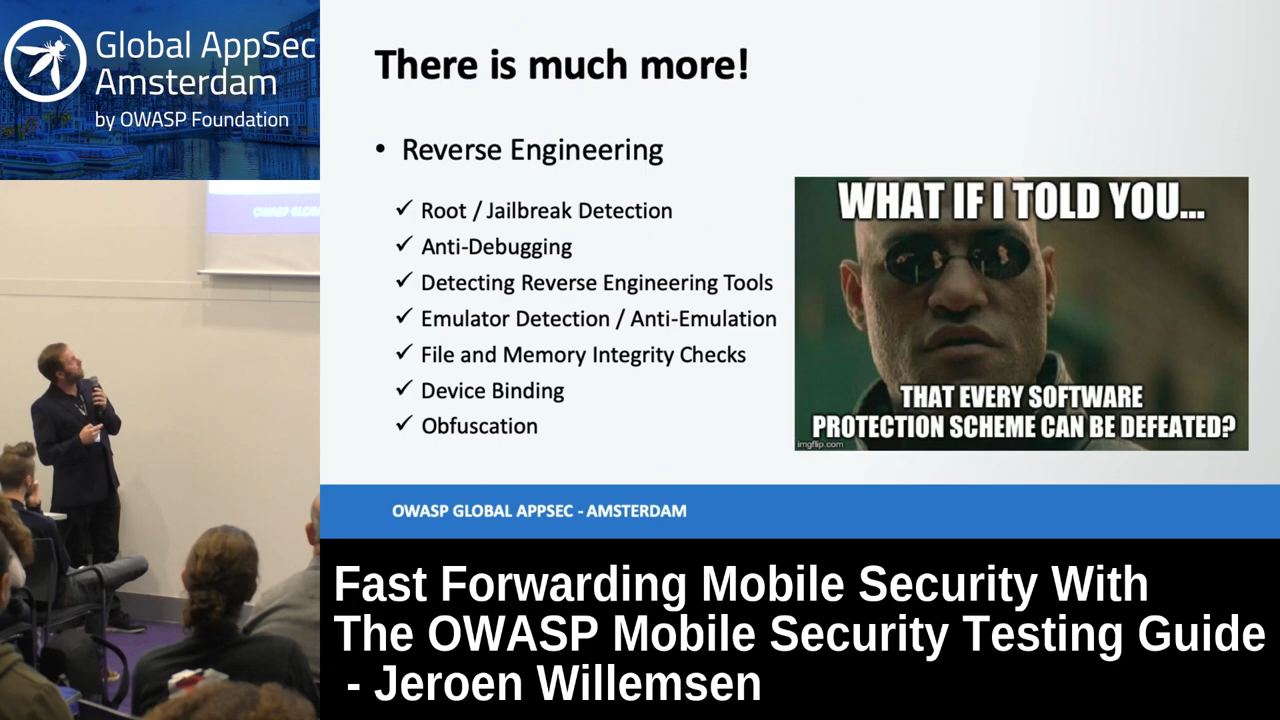 Global AppSec
Amsterdam
by OWASP Foundation
There is much more!
• Reverse Engineering
✓ Root / Jailbreak Detection
✓ Anti-Debugging
✓ Detecting Reverse Engineering Tools
✓ Emulator Detection / Anti-Emulation
✓ File and Memory Integrity Checks
✓ Device Binding
✓ Obfuscation
WHAT IF I TOLD YOU...
THAT EVERY SOFTWARE
PROTECTION SCHEME CAN BE DEFEATED?
imgflip.com
OWASP GLOBAL APPSEC - AMSTERDAM
OWASP GLOBA
Fast Forwarding Mobile Security With
The OWASP Mobile Security Testing Guide
- Jeroen Willemsen